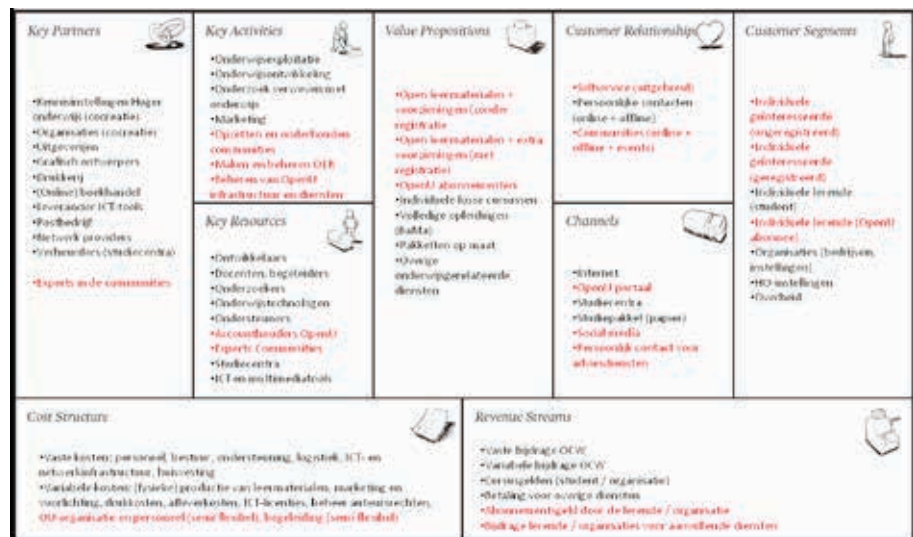 Key Partners
•Kennisinstellingen Hoger
onderwijs (cocreatie)
•Organisaties (cocreatie)
•Uitgeverijen
•Grafisch ontwerpers
•Drukkerij
•(Online) boekhandel
•Leverancier ICT-tools
•Postbedrijf
•Netwerk providers
•Verhuurders (studiecentra)
•Experts in de communities
Key Activities
•Onderwijsexploitatie
•Onderwijsontwikkeling
•Onderzoek verweven met
onderwijs
•Marketing
•Opzetten en onderhouden
communities
•Maken en beheren OER
•Beheren van OpenU
infrastructuur en diensten
Key Resources
•Ontwikkelaars
•Docenten, begeleiders
•Onderzoekers
•Onderwijstechnologen
•Ondersteuners
•Accounthouders OpenU
•Experts Communities
•Studiecentra
•ICT en multimediatools
Value Propositions
•Open leermaterialen +
voorzieningen (zonder
registratie
•Open leermaterialen + extra
voorzieningen (met
registratie)
•OpenU abonnementen
•Individuele losse cursussen
•Volledige opleidingen
(BaMa)
•Pakketten op maat
•Overige
onderwijsgerelateerde
diensten
Customer Relationships
•Selfservice (uitgebreid)
•Persoonlijke contacten
(online + offline)
•Communities (online +
offline + events)
Channels
•Internet
•OpenU portaal
•Studiecentra
•Studiepakket (papier)
•Social media
•Persoonlijk contact voor
adviesdiensten
Customer Segments
•Individuele
geïnteresseerde
(ongeregistreerd)
•Individuele
geïnteresseerde
(geregistreerd)
•Individuele lerende
(student)
•Individuele lerende (OpenU
abonnee)
•Organisaties (bedrijven,
instellingen)
•HO instellingen
•Overheid
Cost Structure
•Vaste kosten: personeel, bestuur, ondersteuning, logistiek, ICT- en
netwerkinfrastructuur, huisvesting
•Variabele kosten: (fysieke) productie van leermaterialen, marketing en
voorlichting, drukkosten, afleverkosten, ICT-licenties, beheer auteursrechten,
OU-organisatie en personeel (semi flexibel), begeleiding (semi flexibel)
Revenue Streams
•Vaste bijdrage OCW
•Variabele bijdrage OCW
•Cursusgelden (student / organisatie)
•Betaling voor overige diensten
•Abonnementsgeld door de lerende / organisatie
•Bijdrage lerende / organisaties voor aanvullende diensten